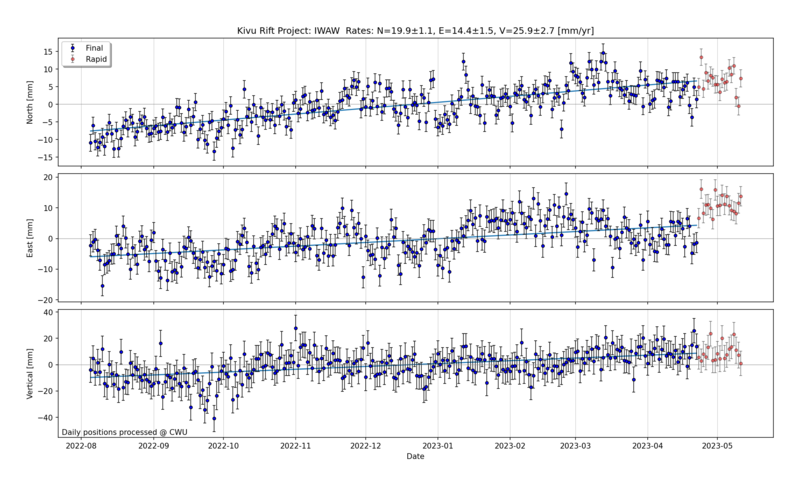 Kivu Rift Project: IWAW Rates: N=19.9±1.1, E=14.4±1.5, V=25.9±2.7 [mm/yr]
Final
Rapid
North [mm]
15
10
5
0
−5
−10
−15
East [mm]
20
10
0
−10
−20
Vertical [mm]
40
20
0
−20
−40
Daily positions processed @ CWU
2022-08 2022-09 2022-10 2022-11 2022-12 2023-01 2023-02 2023-03 2023-04 2023-05
Date